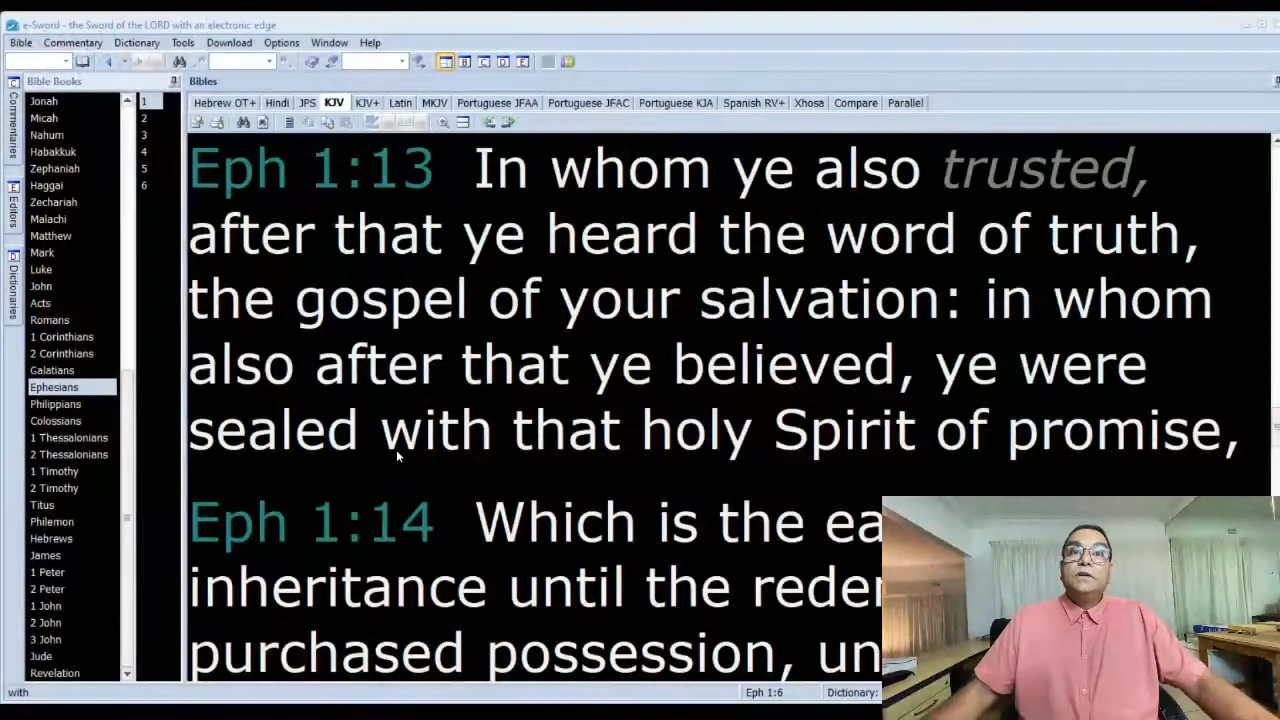 e-Sword - the Sword of the LORD with an electronic edge
Bible Commentary Dictionary Tools Download Options Window Help
B C D E
Bible Books
Bibles
Hebrew OT+ Hindi JPS KJV KJV+ Latin MKJV Portuguese JFAA Portuguese JFAC Portuguese KJA Spanish RV+ Xhosa Compare Parallel
C Commentaries
E Editors
D Dictionaries
Jonah
Micah
Nahum
Habakkuk
Zephaniah
Haggai
Zechariah
Malachi
Matthew
Mark
Luke
John
Acts
Romans
1 Corinthians
2 Corinthians
Galatians
Ephesians
Philippians
Colossians
1 Thessalonians
2 Thessalonians
1 Timothy
2 Timothy
Titus
Philemon
Hebrews
James
1 Peter
2 Peter
1 John
2 John
3 John
Jude
Revelation
1
2
3
4
5
6
Eph 1:13 In whom ye also trusted,
after that ye heard the word of truth,
the gospel of your salvation: in whom
also after that ye believed, ye were
sealed with that holy Spirit of promise,
Eph 1:14 Which is the ea
inheritance until the reder
purchased possession, un
with
Eph 1:6
Dictionary: